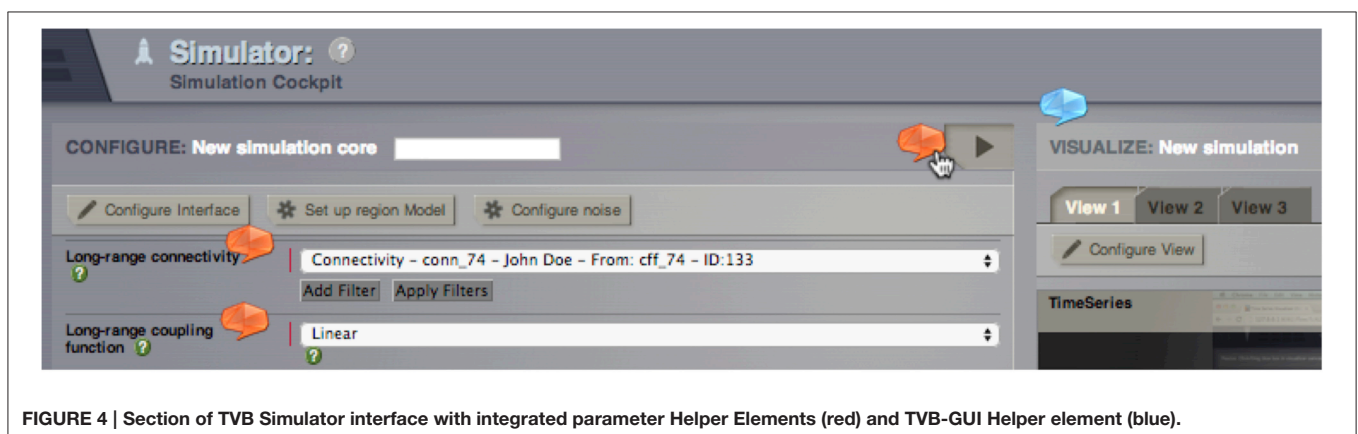 Simulator: ?
Simulation Cockpit
CONFIGURE: New simulation core
VISUALIZE: New simulation
Configure Interface
Set up region Model
Configure noise
View 1
View 2
View 3
Configure View
Long-range connectivity
?
Connectivity – conn_74 – John Doe – From: cff_74 – ID:133
Add Filter
Apply Filters
TimeSeries
Long-range coupling
function ?
Linear
?
FIGURE 4 | Section of TVB Simulator interface with integrated parameter Helper Elements (red) and TVB-GUI Helper element (blue).